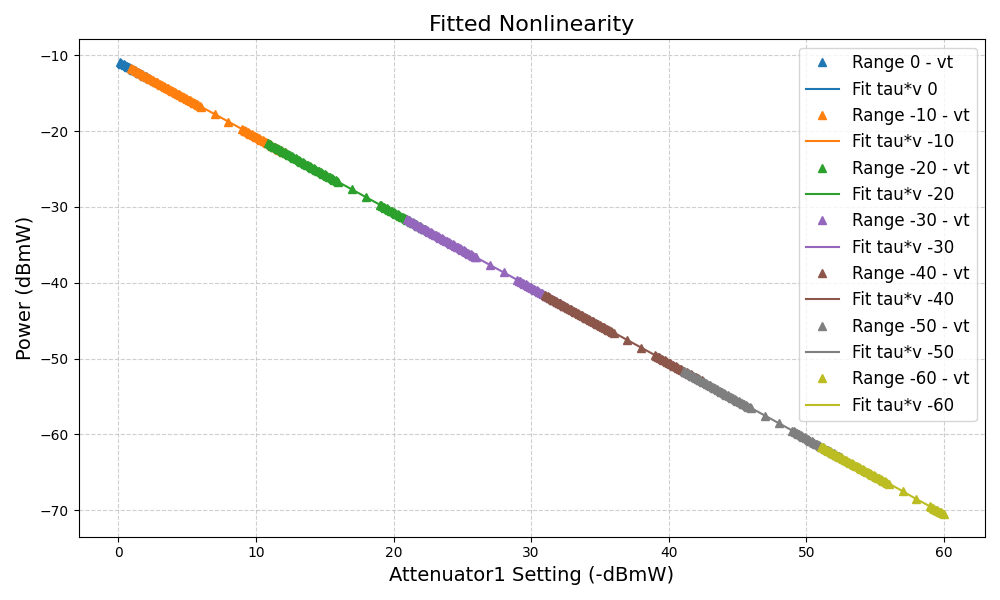 Fitted Nonlinearity
Power (dBmW)
−10
−20
−30
−40
−50
−60
−70
0
10
20
30
40
50
60
Attenuator1 Setting (-dBmW)
Range 0 - vt
Fit tau*v 0
Range -10 - vt
Fit tau*v -10
Range -20 - vt
Fit tau*v -20
Range -30 - vt
Fit tau*v -30
Range -40 - vt
Fit tau*v -40
Range -50 - vt
Fit tau*v -50
Range -60 - vt
Fit tau*v -60